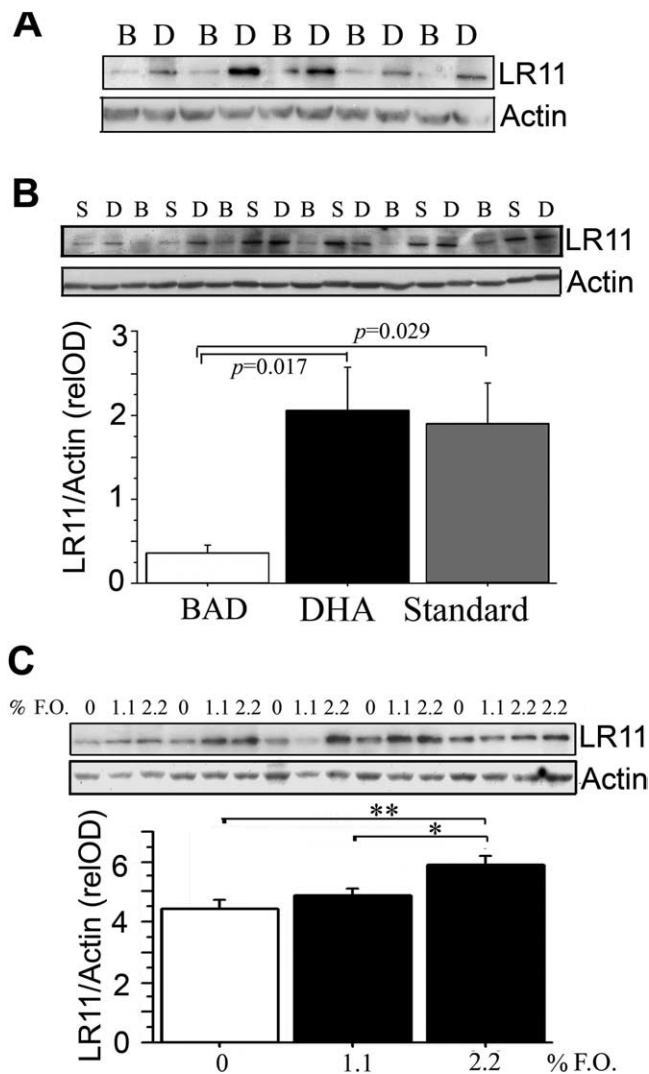 A
B D B D B D B D B D
LR11
Actin
B
S D B S D B S D B S D B S D B S D
LR11
Actin
LR11/Actin (relOD)
3
2
1
0
p=0.029
p=0.017
BAD DHA Standard
C
% F.O. 0 1.1 2.2 0 1.1 2.2 0 1.1 2.2 0 1.1 2.2 0 1.1 2.2 2.2
LR11
Actin
LR11/Actin (relOD)
6
4
2
0
**
*
0 1.1 2.2 % F.O.